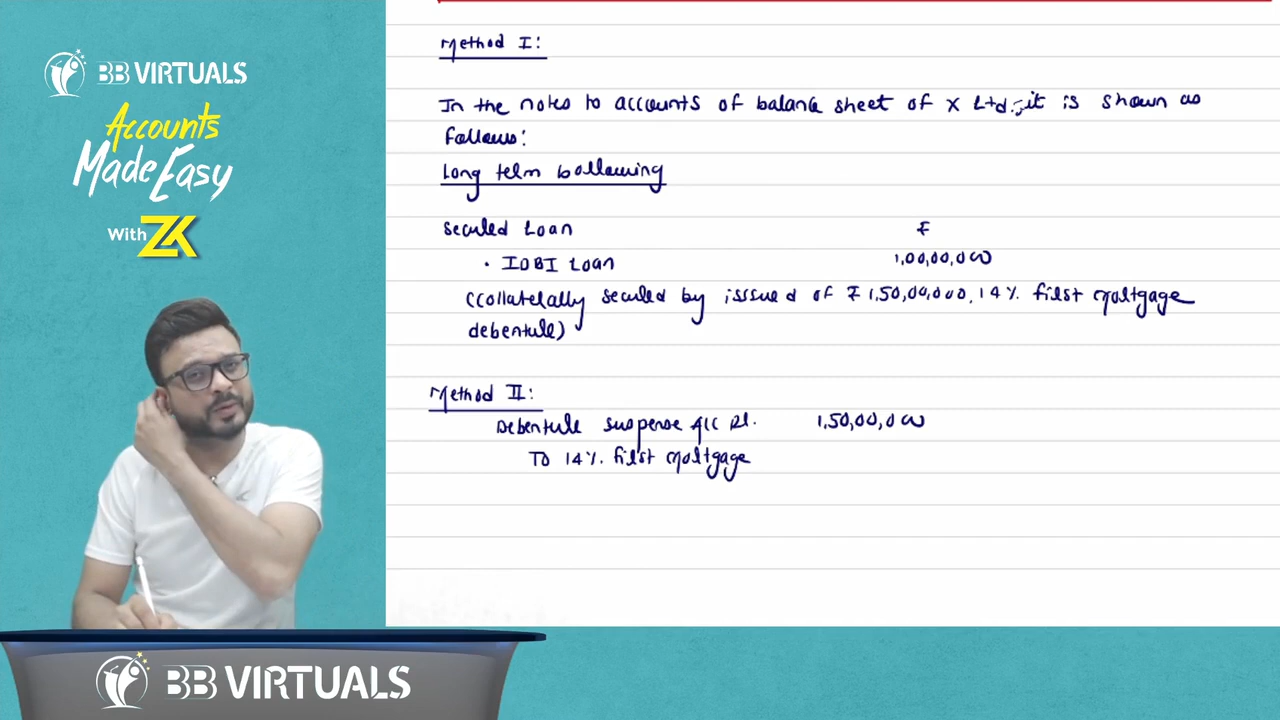 BB VIRTUALS
Accounts
Made Easy
With ZK
Method I:
In the notes to accounts of balance sheet of X Ltd., it is shown as
follows:
Long term borrowing
Secured Loan ₹
· IDBI Loan 1,00,00,000
(Collaterally secured by isssued of ₹ 1,50,00,000, 14% first mortgage
debenture)
Method II:
Debenture suspense A/c Dr. 1,50,00,000
To 14% first mortgage
BB VIRTUALS